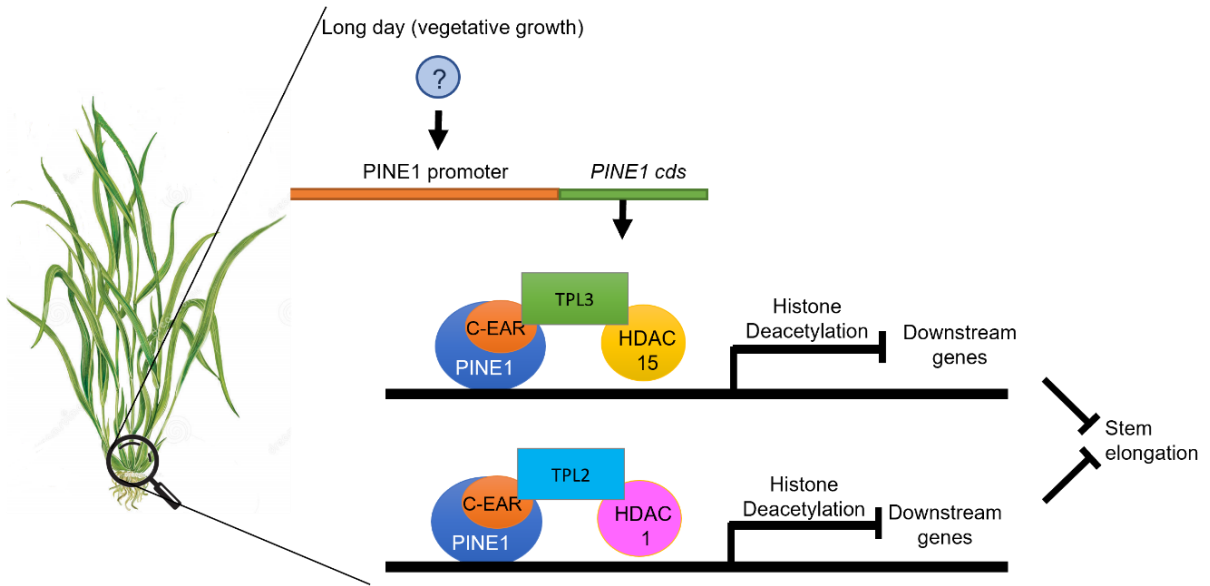 Long day (vegetative growth)
?
PINE1 promoter
PINE1 cds
TPL3
C-EAR
PINE1
HDAC
15
Histone
Deacetylation
Downstream
genes
Stem
elongation
TPL2
C-EAR
PINE1
HDAC
1
Histone
Deacetylation
Downstream
genes